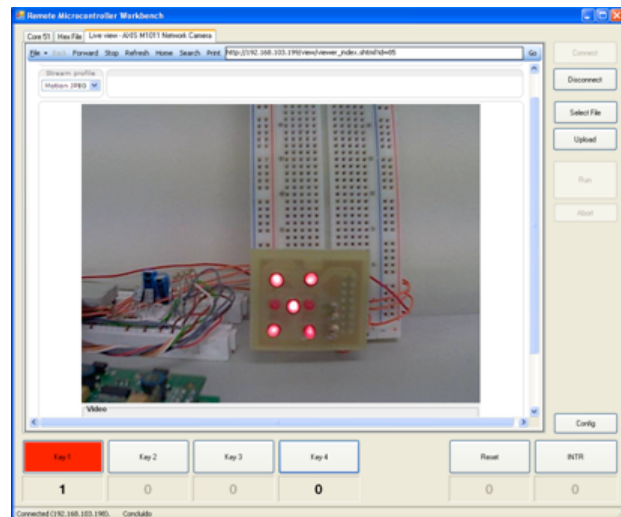 Remote Microcontroller Workbench
Core 51 Hex File Live view - AXIS M1011 Network Camera
File Back Forward Stop Refresh Home Search Print http://192.168.103.199/view/viewer_index.shtml?id=85 Go
Connect
Stream profile
Motion JPEG
Disconnect
Select File
Upload
Run
Abort
Video
Config
Key 1 Key 2 Key 3 Key 4 Reset INTR
1 0 0 0 0 0
Connected (192.168.103.198). Concluído